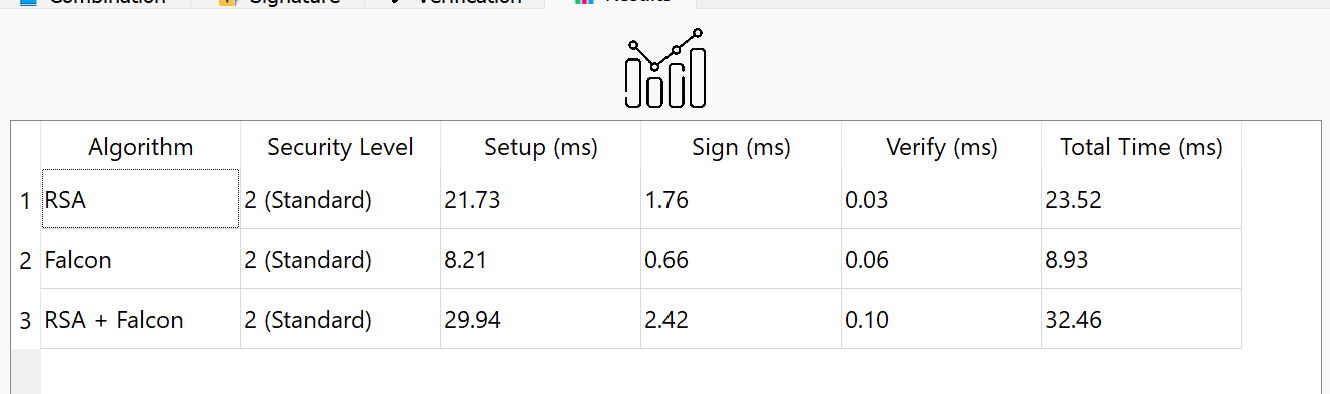 Combination Signature Verification Results
Algorithm Security Level Setup (ms) Sign (ms) Verify (ms) Total Time (ms)
1 RSA 2 (Standard) 21.73 1.76 0.03 23.52
2 Falcon 2 (Standard) 8.21 0.66 0.06 8.93
3 RSA + Falcon 2 (Standard) 29.94 2.42 0.10 32.46